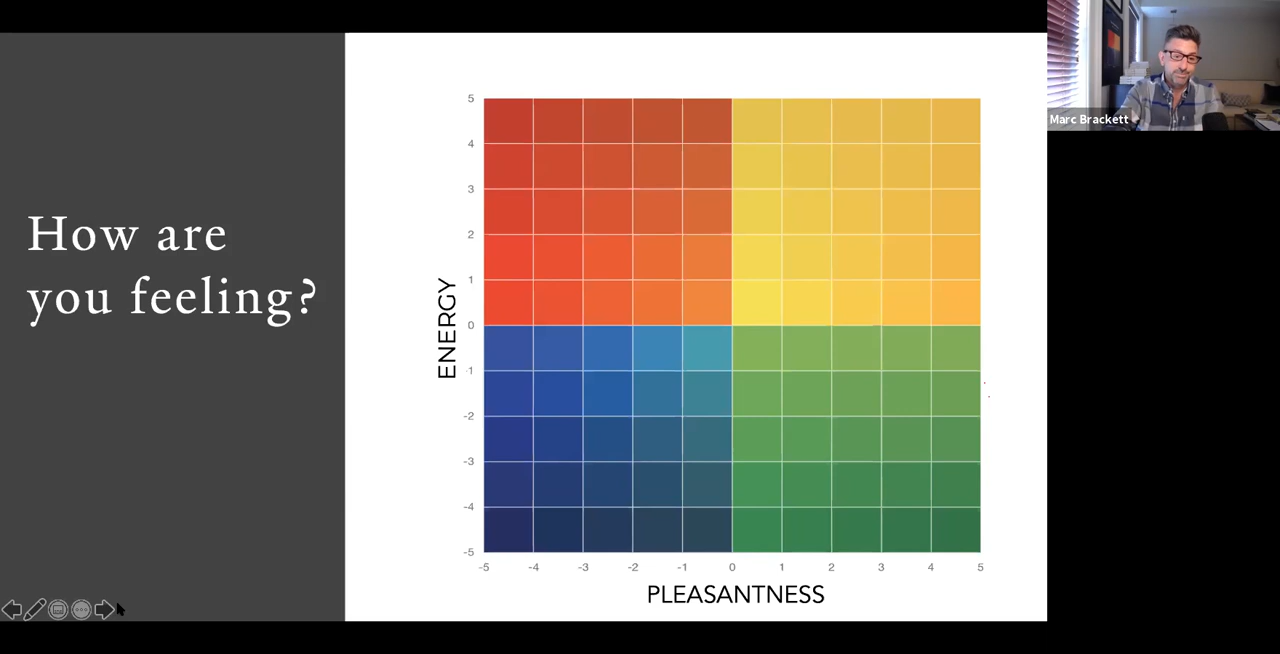 How are
you feeling?
ENERGY
5
4
3
2
1
0
-1
-2
-3
-4
-5
-5 -4 -3 -2 -1 0 1 2 3 4 5
PLEASANTNESS
Marc Brackett